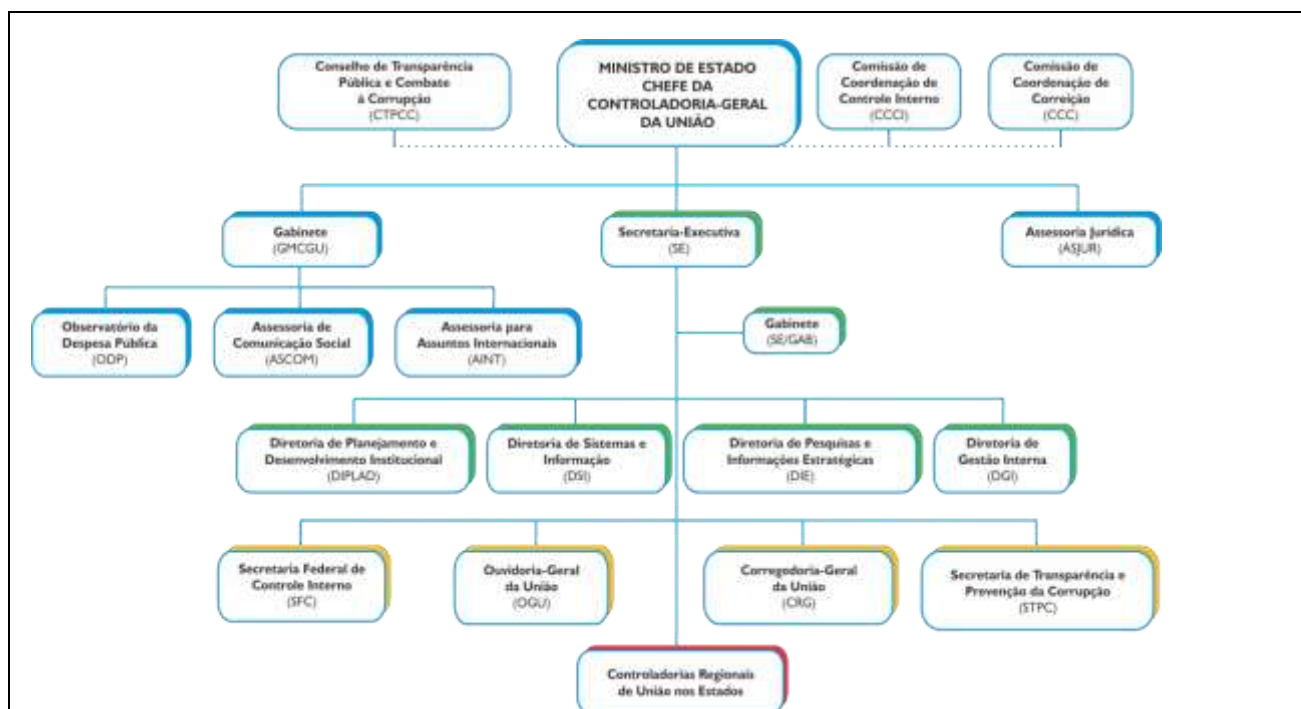 Conselho de Transparência
Pública e Combate
à Corrupção
(CTPCC)
MINISTRO DE ESTADO
CHEFE DA
CONTROLADORIA-GERAL
DA UNIÃO
Comissão de
Coordenação de
Controle Interno
(CCCI)
Comissão de
Coordenação de
Correição
(CCC)
Gabinete
(GMCGU)
Secretaria-Executiva
(SE)
Assessoria Jurídica
(ASJUR)
Observatório da
Despesa Pública
(ODP)
Assessoria de
Comunicação Social
(ASCOM)
Assessoria para
Assuntos Internacionais
(AINT)
Gabinete
(SE/GAB)
Diretoria de Planejamento e
Desenvolvimento Institucional
(DIPLAD)
Diretoria de Sistemas e
Informação
(DSI)
Diretoria de Pesquisas e
Informações Estratégicas
(DIE)
Diretoria de
Gestão Interna
(DGI)
Secretaria Federal de
Controle Interno
(SFC)
Ouvidoria-Geral
da União
(OGU)
Corregedoria-Geral
da União
(CRG)
Secretaria de Transparência e
Prevenção da Corrupção
(STPC)
Controladorias Regionais
de União nos Estados